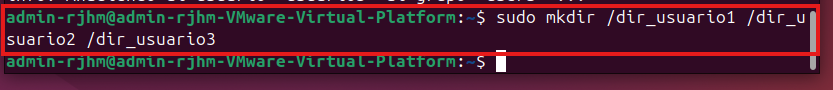 admin-rjhm@admin-rjhm-VMware-Virtual-Platform:~$ sudo mkdir /dir_usuario1 /dir_u
suario2 /dir_usuario3
admin-rjhm@admin-rjhm-VMware-Virtual-Platform:~$